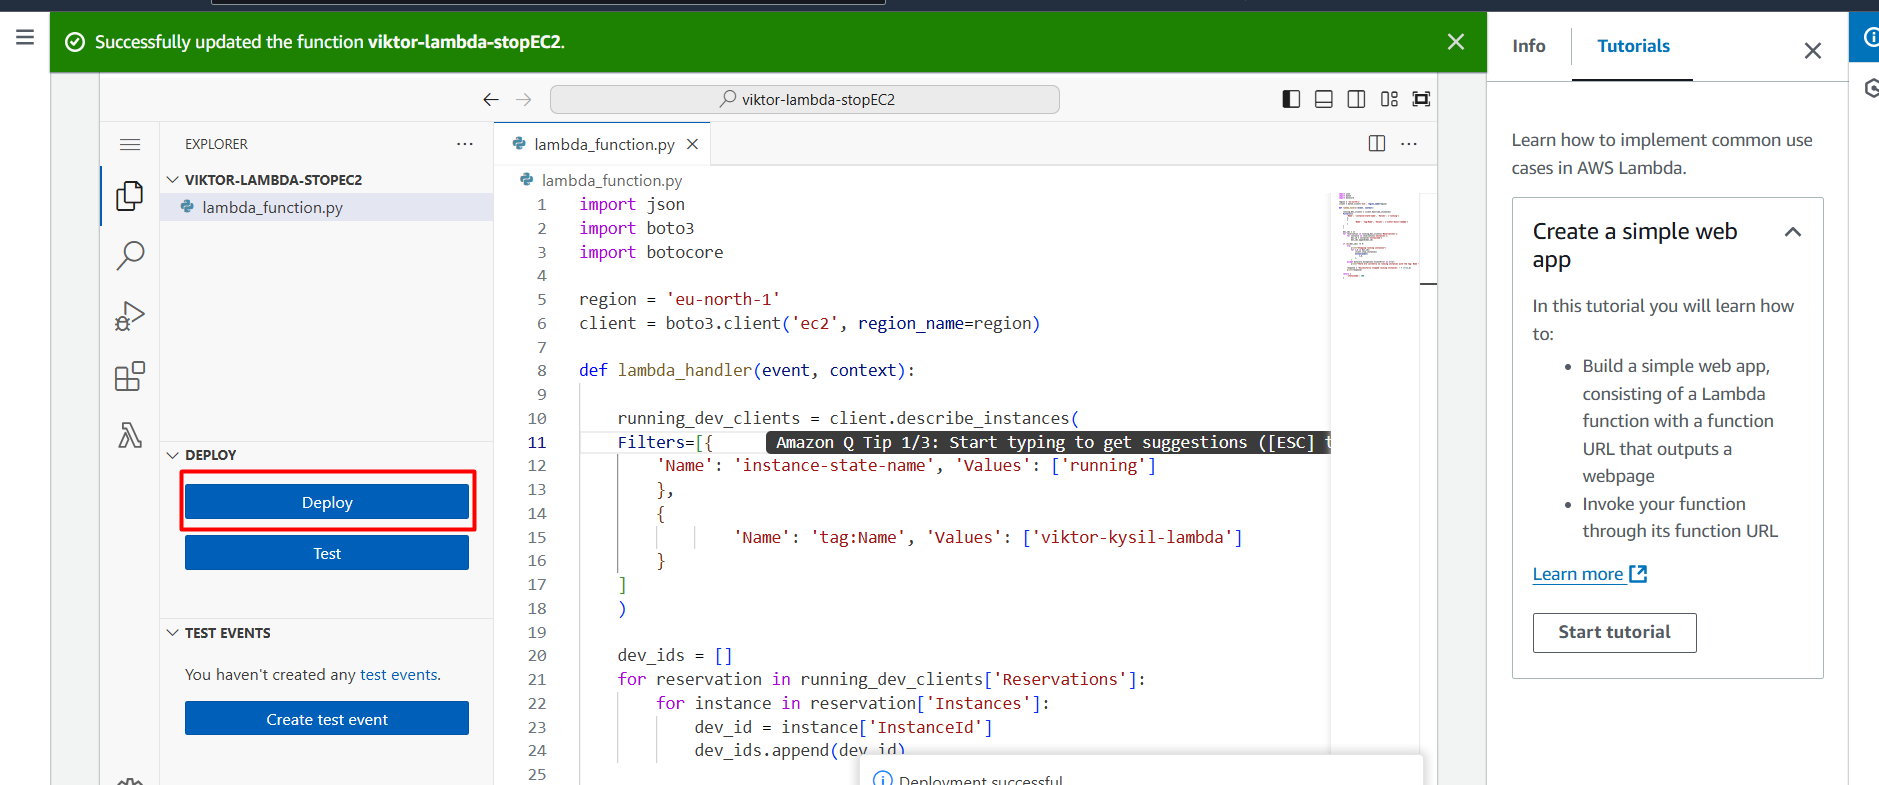 Successfully updated the function viktor-lambda-stopEC2.
Info
Tutorials
viktor-lambda-stopEC2
EXPLORER
VIKTOR-LAMBDA-STOPEC2
lambda_function.py
DEPLOY
Deploy
Test
TEST EVENTS
You haven't created any test events.
Create test event
lambda_function.py
lambda_function.py
1 import json
2 import boto3
3 import botocore
4
5 region = 'eu-north-1'
6 client = boto3.client('ec2', region_name=region)
7
8 def lambda_handler(event, context):
9
10 running_dev_clients = client.describe_instances(
11 Filters=[{ Amazon Q Tip 1/3: Start typing to get suggestions ([ESC] t
12 'Name': 'instance-state-name', 'Values': ['running']
13 },
14 {
15 'Name': 'tag:Name', 'Values': ['viktor-kysil-lambda']
16 }
17 ]
18 )
19
20 dev_ids = []
21 for reservation in running_dev_clients['Reservations']:
22 for instance in reservation['Instances']:
23 dev_id = instance['InstanceId']
24 dev_ids.append(dev_id)
25
Deployment successful
Learn how to implement common use
cases in AWS Lambda.
Create a simple web
app
In this tutorial you will learn how
to:
• Build a simple web app,
consisting of a Lambda
function with a function
URL that outputs a
webpage
• Invoke your function
through its function URL
Learn more
Start tutorial